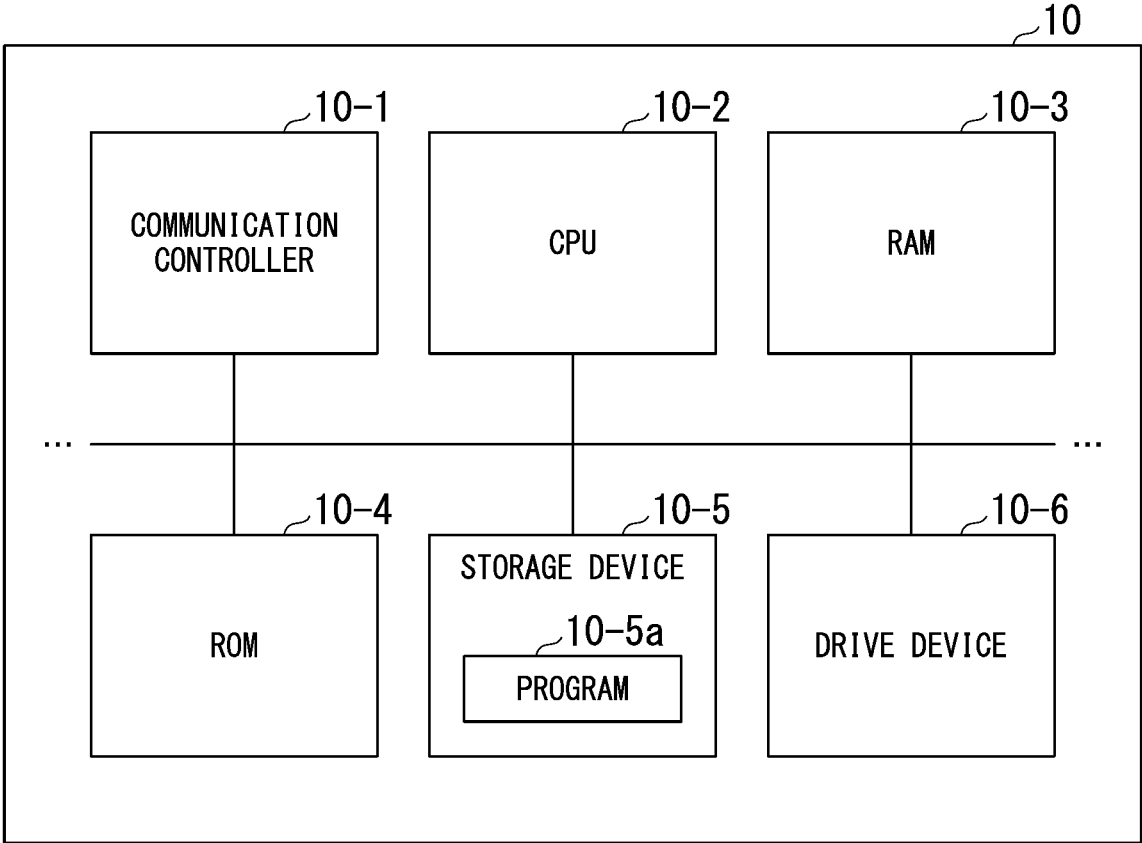 10
10-1
10-2
10-3
COMMUNICATION
CONTROLLER
CPU
RAM
... ...
10-4
10-5
10-6
ROM
STORAGE DEVICE
10-5a
PROGRAM
DRIVE DEVICE